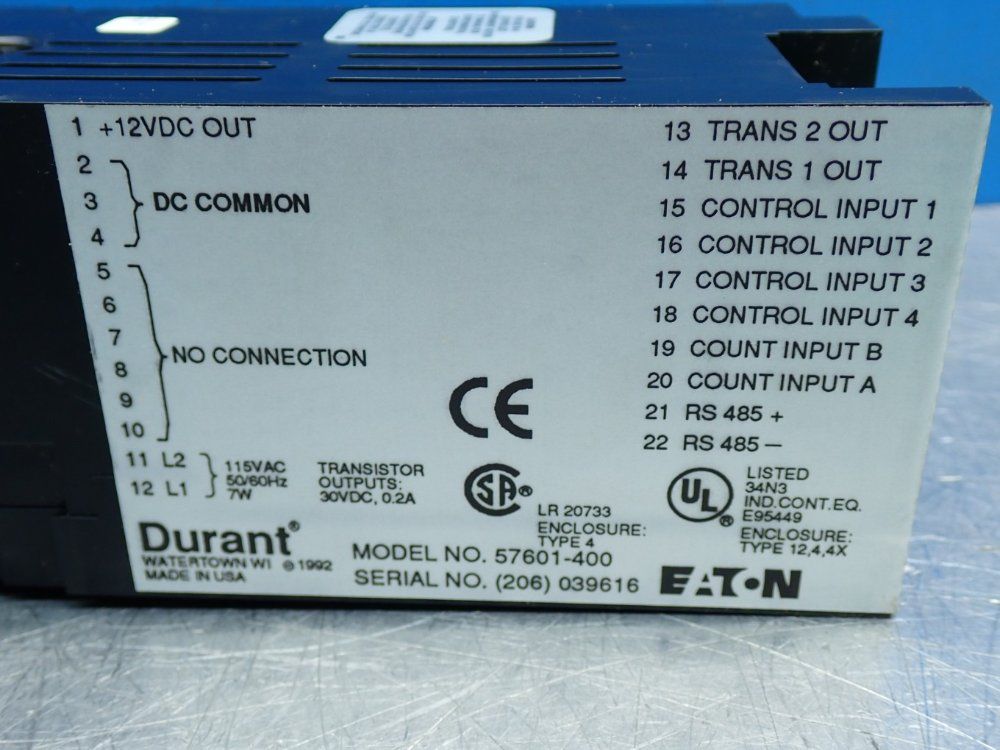 1 +12VDC OUT
2
3 DC COMMON
4
5
6
7
8 NO CONNECTION
9
10
11 L2
12 L1
115VAC
50/60Hz
7W
TRANSISTOR
OUTPUTS:
30VDC, 0.2A
13 TRANS 2 OUT
14 TRANS 1 OUT
15 CONTROL INPUT 1
16 CONTROL INPUT 2
17 CONTROL INPUT 3
18 CONTROL INPUT 4
19 COUNT INPUT B
20 COUNT INPUT A
21 RS 485 +
22 RS 485 –
CE
SA®
LR 20733
ENCLOSURE:
TYPE 4
UL®
LISTED
34N3
IND.CONT.EQ.
E95449
ENCLOSURE:
TYPE 12,4,4X
Durant®
WATERTOWN WI © 1992
MADE IN USA
MODEL NO. 57601-400
SERIAL NO. (206) 039616
EATON